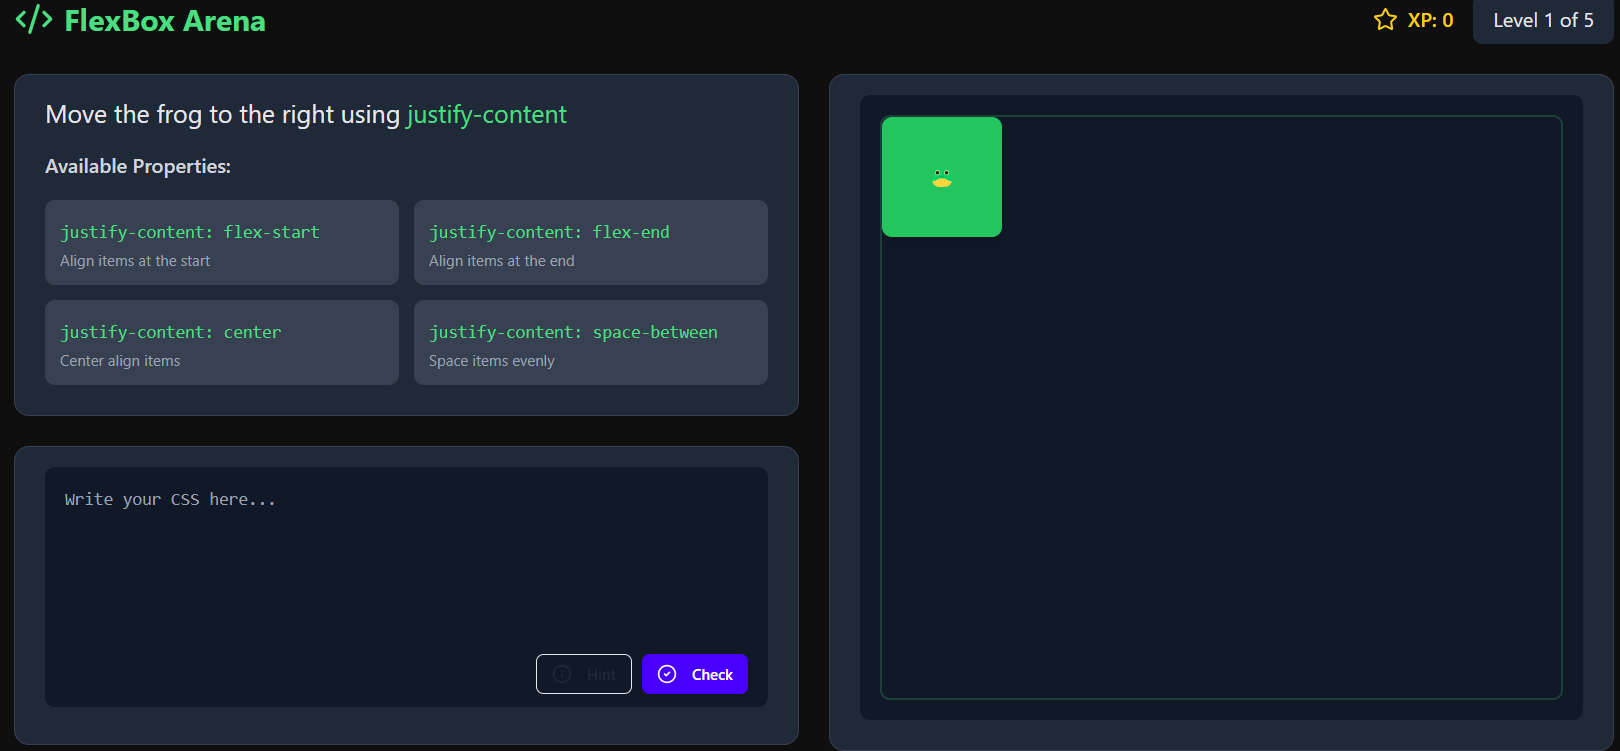 </> FlexBox Arena
XP: 0
Level 1 of 5
Move the frog to the right using justify-content
Available Properties:
justify-content: flex-start
Align items at the start
justify-content: flex-end
Align items at the end
justify-content: center
Center align items
justify-content: space-between
Space items evenly
Write your CSS here...
Hint
Check